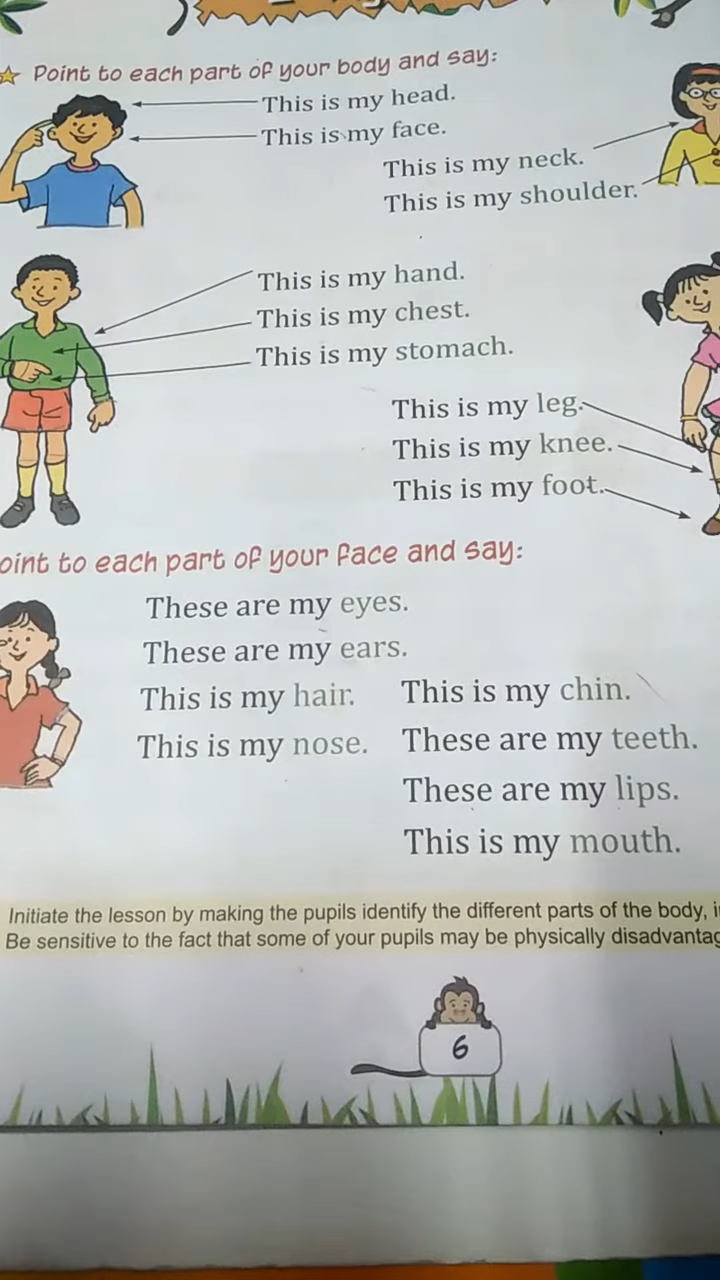 Point to each part of your body and say:
This is my head.
This is my face.
This is my neck.
This is my shoulder.
This is my hand.
This is my chest.
This is my stomach.
This is my leg.
This is my knee.
This is my foot.
oint to each part of your face and say:
These are my eyes.
These are my ears.
This is my hair.
This is my nose.
This is my chin.
These are my teeth.
These are my lips.
This is my mouth.
Initiate the lesson by making the pupils identify the different parts of the body,
Be sensitive to the fact that some of your pupils may be physically disadvantag
6